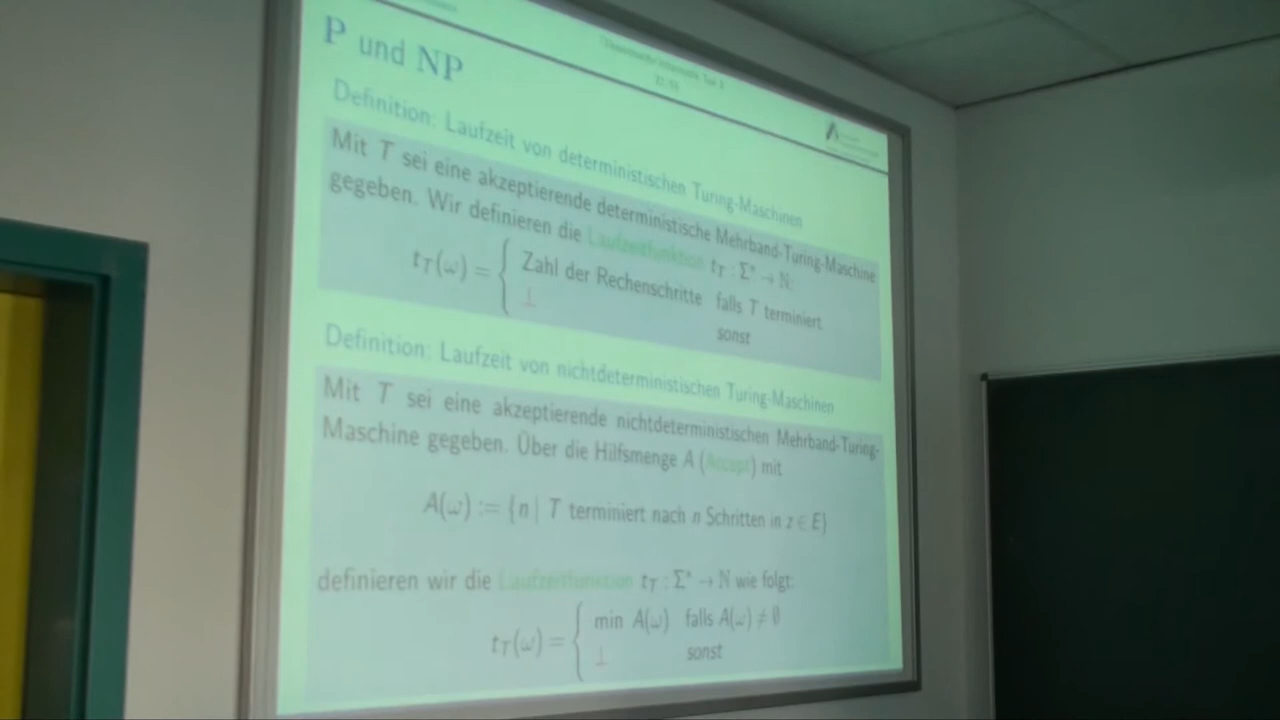 P und NP
Definition: Laufzeit von deterministischen Turing-Maschinen
Mit T sei eine akzeptierende deterministische Mehrband-Turing-Maschine
gegeben. Wir definieren die Laufzeitfunktion t_T : Σ* → ℕ:
t_T(ω) = { Zahl der Rechenschritte falls T terminiert
⊥ sonst
Definition: Laufzeit von nichtdeterministischen Turing-Maschinen
Mit T sei eine akzeptierende nichtdeterministischen Mehrband-Turing-
Maschine gegeben. Über die Hilfsmenge A (Accept) mit
A(ω) := {n | T terminiert nach n Schritten in z ∈ E}
definieren wir die Laufzeitfunktion t_T : Σ* → ℕ wie folgt:
t_T(ω) = { min A(ω) falls A(ω) ≠ ∅
⊥ sonst